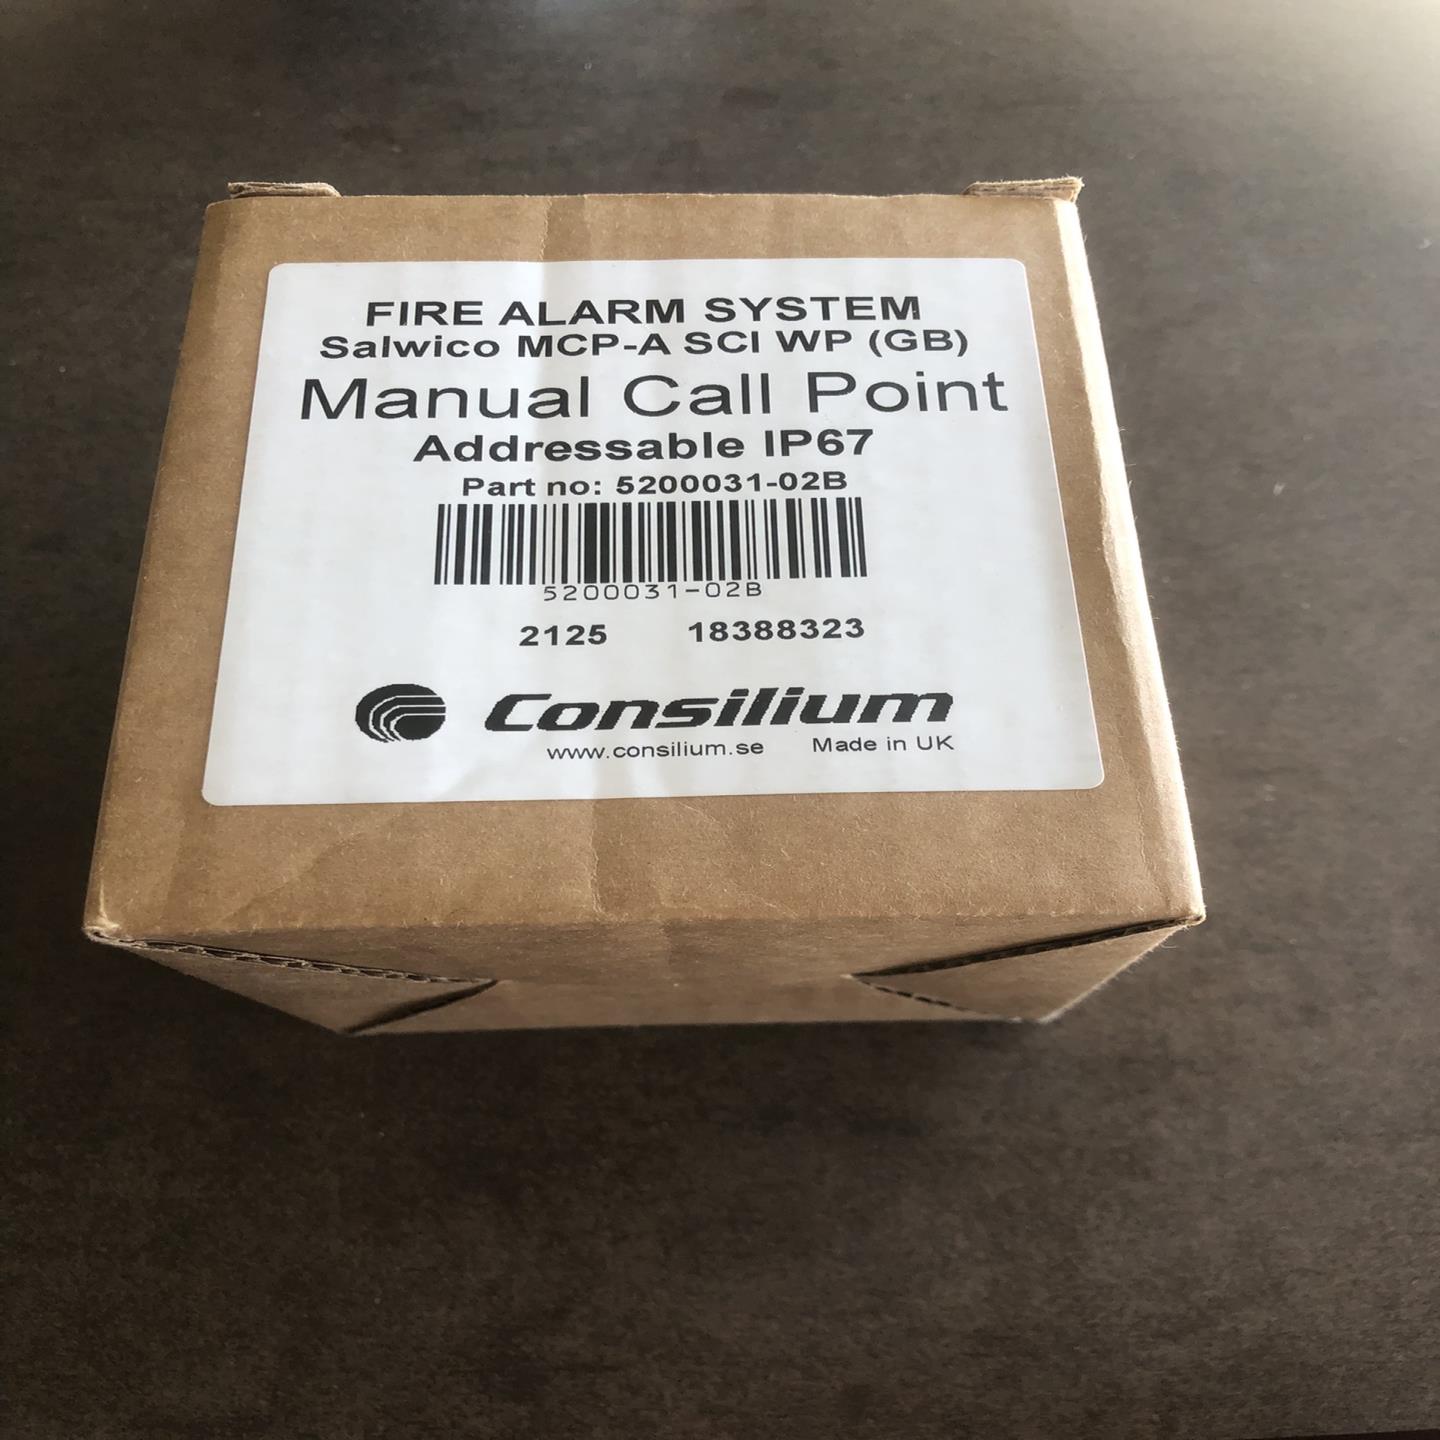 FIRE ALARM SYSTEM
Salwico MCP-A SCI WP (GB)
Manual Call Point
Addressable IP67
Part no: 5200031-02B
5200031-02B
2125 18388323
Consilium
www.consilium.se Made in UK